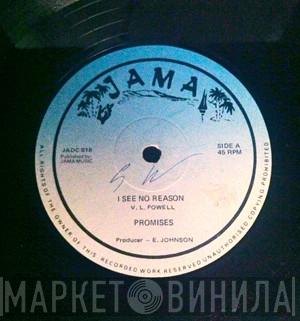 JAMA
JADC 018
Published by:
JAMA MUSIC
SIDE A
45 RPM
I SEE NO REASON
V. L. POWELL
PROMISES
Producer – E. JOHNSON
ALL RIGHTS OF THE OWNER OF THIS RECORDED WORK RESERVED UNAUTHORISED COPYING PROHIBITED
МАРКЕТ ВИНИЛА